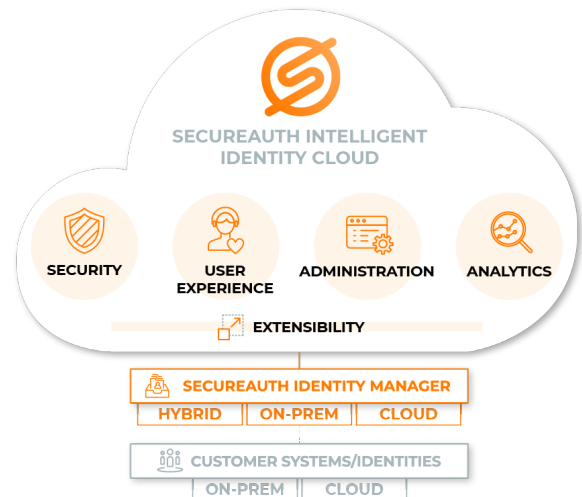 SECUREAUTH INTELLIGENT
IDENTITY CLOUD
SECURITY
USER
EXPERIENCE
ADMINISTRATION
ANALYTICS
EXTENSIBILITY
SECUREAUTH IDENTITY MANAGER
HYBRID ON-PREM CLOUD
CUSTOMER SYSTEMS/IDENTITIES
ON-PREM CLOUD